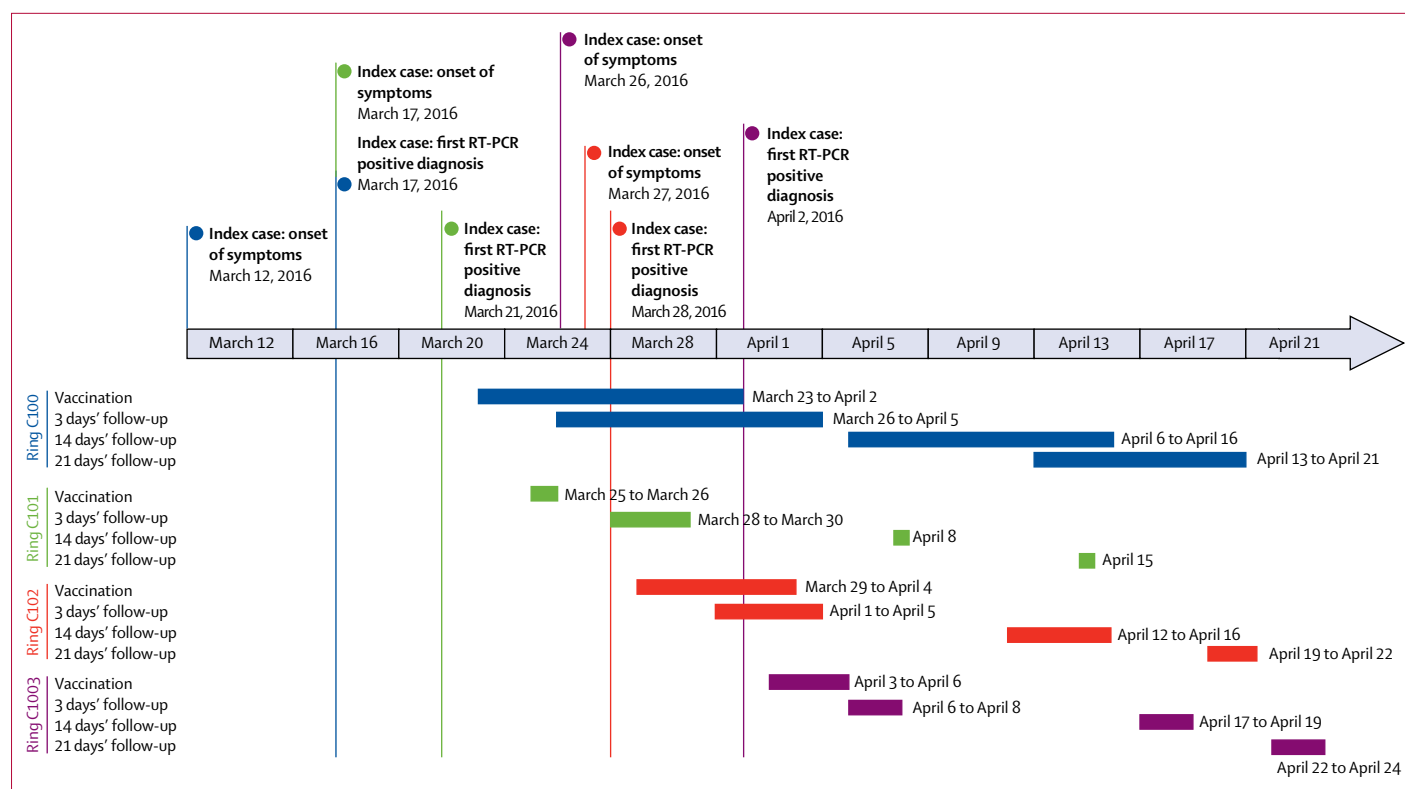 Index case: onset
of symptoms
March 26, 2016
Index case: onset of
symptoms
March 17, 2016
Index case: first RT-PCR
positive diagnosis
March 17, 2016
Index case:
first RT-PCR
positive
diagnosis
April 2, 2016
Index case: onset
of symptoms
March 27, 2016
Index case: onset
of symptoms
March 12, 2016
Index case:
first RT-PCR
positive
diagnosis
March 21, 2016
Index case:
first RT-PCR
positive
diagnosis
March 28, 2016
March 12 March 16 March 20 March 24 March 28 April 1 April 5 April 9 April 13 April 17 April 21
Ring C100
Vaccination March 23 to April 2
3 days’ follow-up March 26 to April 5
14 days’ follow-up April 6 to April 16
21 days’ follow-up April 13 to April 21
Ring C101
Vaccination March 25 to March 26
3 days’ follow-up March 28 to March 30
14 days’ follow-up April 8
21 days’ follow-up April 15
Ring C102
Vaccination March 29 to April 4
3 days’ follow-up April 1 to April 5
14 days’ follow-up April 12 to April 16
21 days’ follow-up April 19 to April 22
Ring C1003
Vaccination April 3 to April 6
3 days’ follow-up April 6 to April 8
14 days’ follow-up April 17 to April 19
21 days’ follow-up
April 22 to April 24